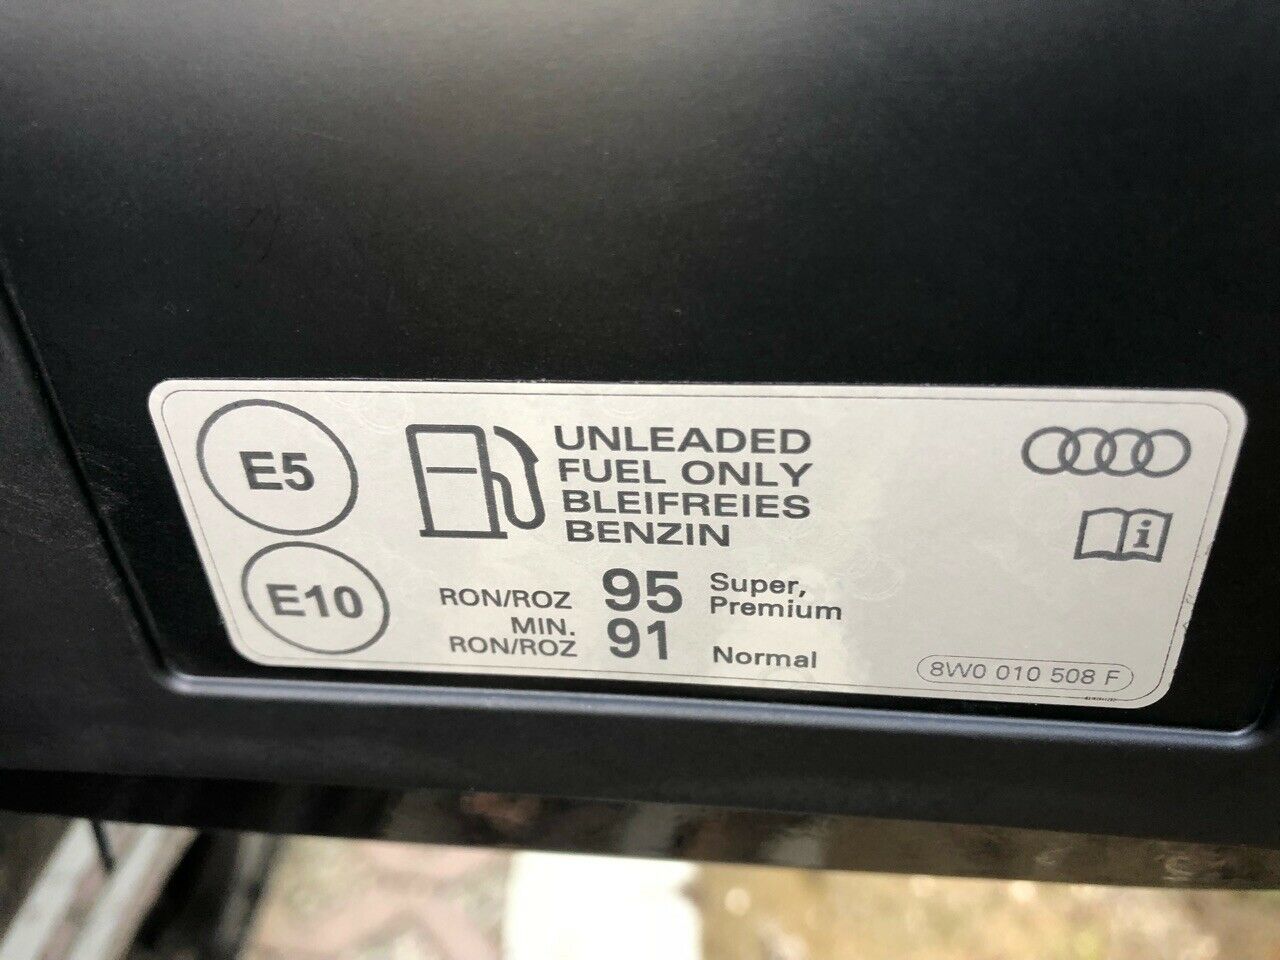 E5
E10
UNLEADED
FUEL ONLY
BLEIFREIES
BENZIN
RON/ROZ 95 Super,
Premium
MIN.
RON/ROZ 91 Normal
i
8W0 010 508 F